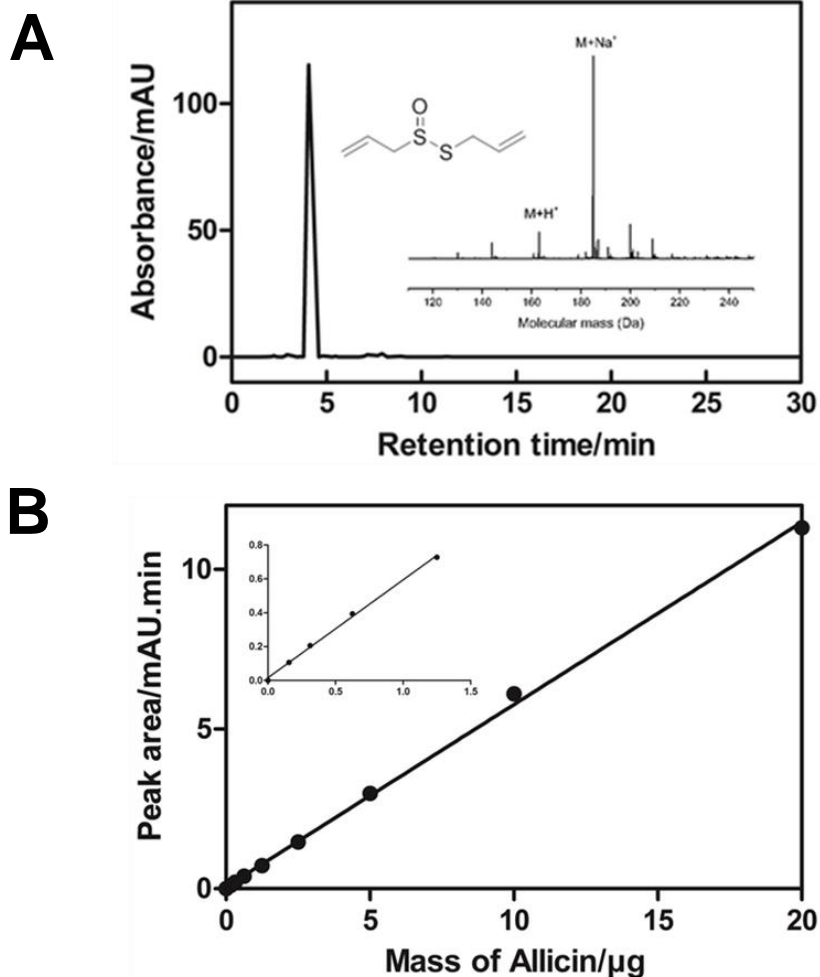 A
Absorbance/mAU
100
50
0
0 5 10 15 20 25 30
Retention time/min
O
S
S
M+Na+
M+H+
120 140 160 180 200 220 240
Molecular mass (Da)
B
Peak area/mAU.min
10
5
0
0 5 10 15 20
Mass of Allicin/µg
0.8
0.6
0.4
0.2
0.0
0.0 0.5 1.0 1.5